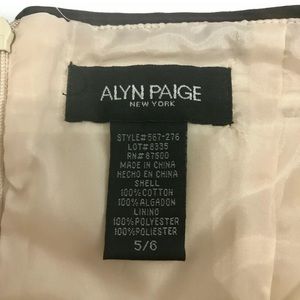 ALYN PAIGE
NEW YORK
STYLE# 567-276
LOT# 8335
RN# 87500
MADE IN CHINA
HECHO EN CHINA
SHELL
100% COTTON
100% ALGADON
LINING
100% POLYESTER
100% POLIESTER
5/6